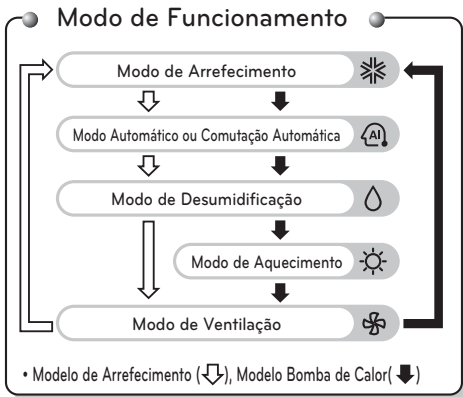 Modo de Funcionamento
Modo de Arrefecimento
Modo Automático ou Comutação Automática
AI
Modo de Desumidificação
Modo de Aquecimento
Modo de Ventilação
• Modelo de Arrefecimento (⇩), Modelo Bomba de Calor(⬇)